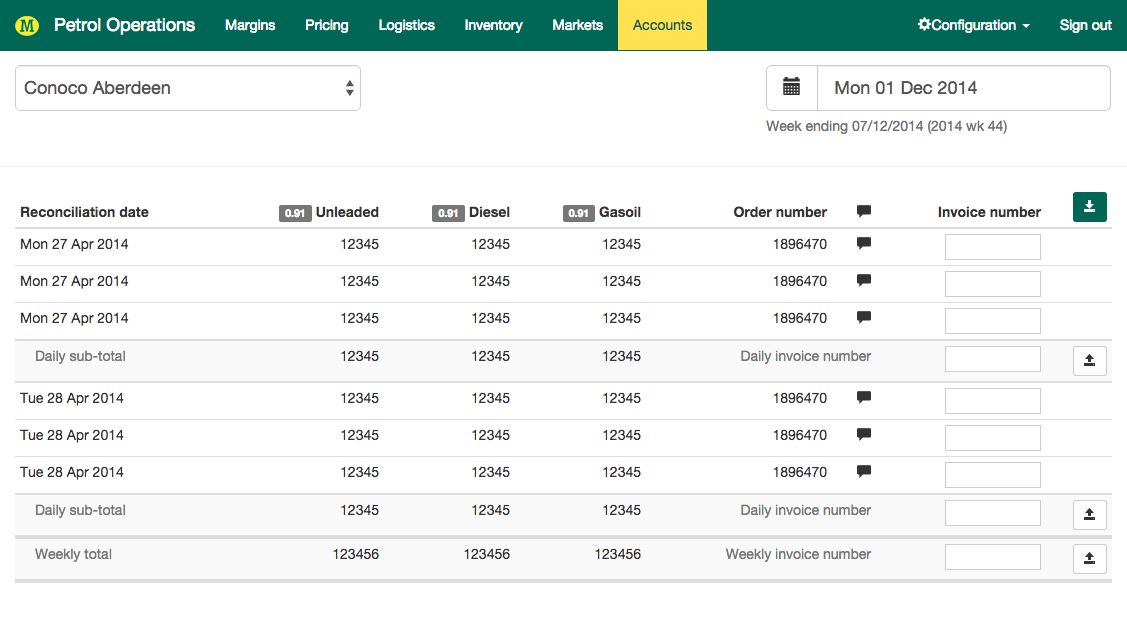 M Petrol Operations Margins Pricing Logistics Inventory Markets Accounts Configuration Sign out
Conoco Aberdeen Mon 01 Dec 2014
Week ending 07/12/2014 (2014 wk 44)
Reconciliation date 0.91 Unleaded 0.91 Diesel 0.91 Gasoil Order number Invoice number
Mon 27 Apr 2014 12345 12345 12345 1896470
Mon 27 Apr 2014 12345 12345 12345 1896470
Mon 27 Apr 2014 12345 12345 12345 1896470
Daily sub-total 12345 12345 12345 Daily invoice number
Tue 28 Apr 2014 12345 12345 12345 1896470
Tue 28 Apr 2014 12345 12345 12345 1896470
Tue 28 Apr 2014 12345 12345 12345 1896470
Daily sub-total 12345 12345 12345 Daily invoice number
Weekly total 123456 123456 123456 Weekly invoice number